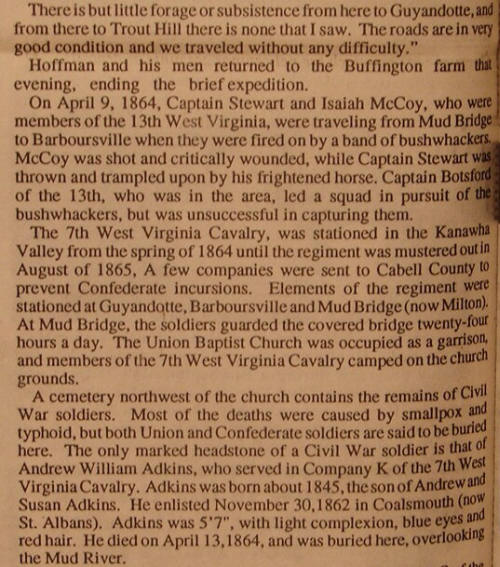 There is but little forage or subsistence from here to Guyandotte, and
from there to Trout Hill there is none that I saw. The roads are in very
good condition and we traveled without any difficulty."
Hoffman and his men returned to the Buffington farm that
evening, ending the brief expedition.
On April 9, 1864, Captain Stewart and Isaiah McCoy, who were
members of the 13th West Virginia, were traveling from Mud Bridge
to Barboursville when they were fired on by a band of bushwhackers.
McCoy was shot and critically wounded, while Captain Stewart was
thrown and trampled upon by his frightened horse. Captain Botsford
of the 13th, who was in the area, led a squad in pursuit of the
bushwhackers, but was unsuccessful in capturing them.
The 7th West Virginia Cavalry, was stationed in the Kanawha
Valley from the spring of 1864 until the regiment was mustered out in
August of 1865, A few companies were sent to Cabell County to
prevent Confederate incursions. Elements of the regiment were
stationed at Guyandotte, Barboursville and Mud Bridge (now Milton).
At Mud Bridge, the soldiers guarded the covered bridge twenty-four
hours a day. The Union Baptist Church was occupied as a garrison,
and members of the 7th West Virginia Cavalry camped on the church
grounds.
A cemetery northwest of the church contains the remains of Civil
War soldiers. Most of the deaths were caused by smallpox and
typhoid, but both Union and Confederate soldiers are said to be buried
here. The only marked headstone of a Civil War soldier is that of
Andrew William Adkins, who served in Company K of the 7th West
Virginia Cavalry. Adkins was born about 1845, the son of Andrew and
Susan Adkins. He enlisted November 30,1862 in Coalsmouth (now
St. Albans). Adkins was 5'7", with light complexion, blue eyes and
red hair. He died on April 13,1864, and was buried here, overlooking
the Mud River.